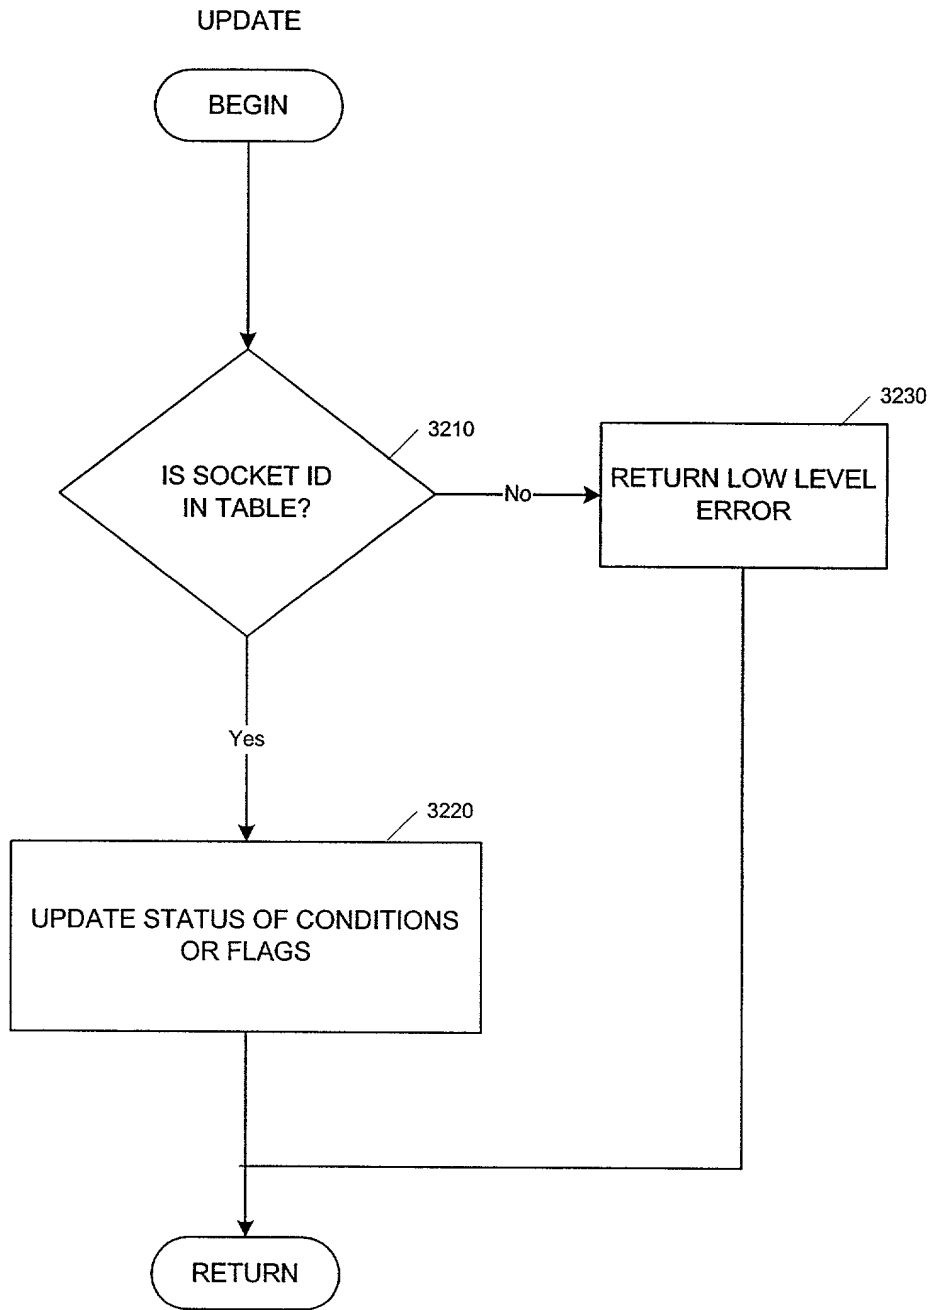 UPDATE
BEGIN
3210
IS SOCKET ID
IN TABLE?
No
3230
RETURN LOW LEVEL
ERROR
Yes
3220
UPDATE STATUS OF CONDITIONS
OR FLAGS
RETURN